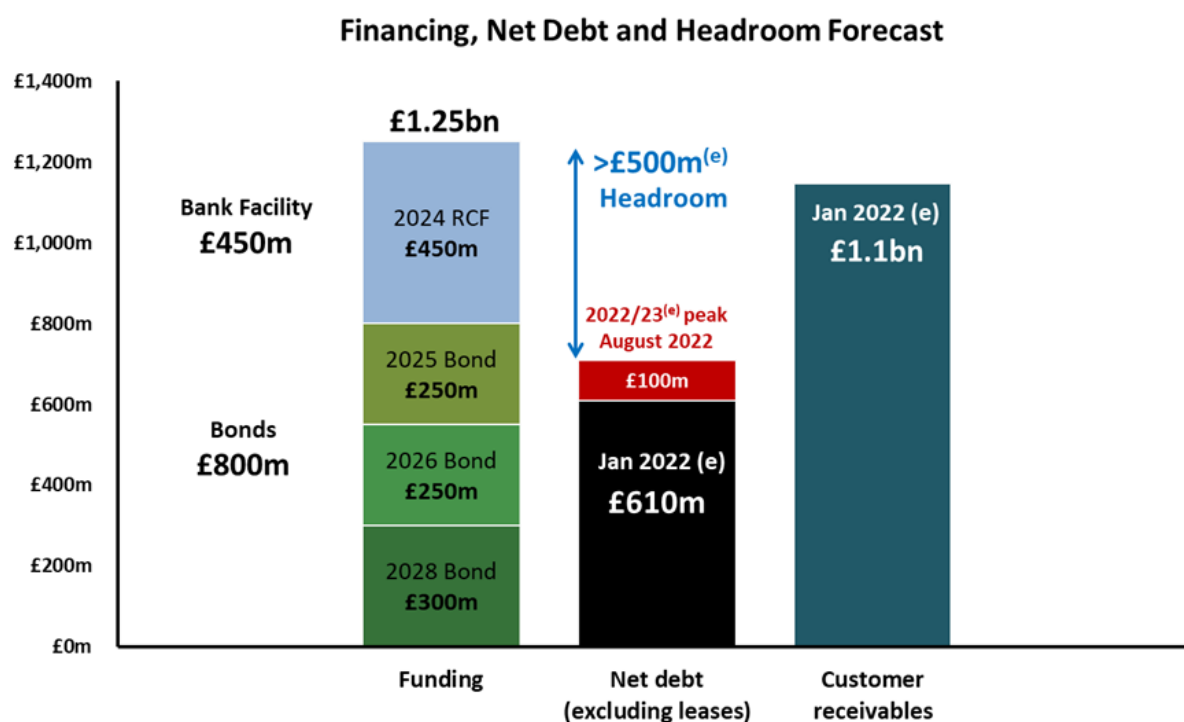 Financing, Net Debt and Headroom Forecast
£1,400m
£1,200m
£1,000m
£800m
£600m
£400m
£200m
£0m
Bank Facility
£450m
Bonds
£800m
£1.25bn
2024 RCF
£450m
2025 Bond
£250m
2026 Bond
£250m
2028 Bond
£300m
>£500m(e)
Headroom
2022/23(e) peak
August 2022
£100m
Jan 2022 (e)
£610m
Jan 2022 (e)
£1.1bn
Funding
Net debt
(excluding leases)
Customer
receivables